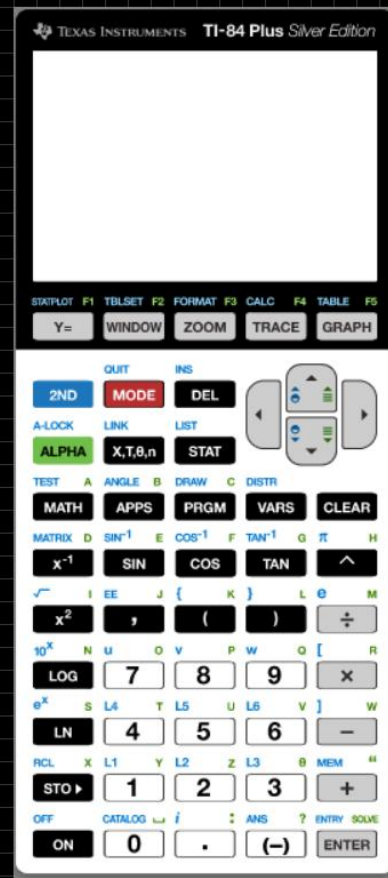 TEXAS INSTRUMENTS TI-84 Plus Silver Edition
STATPLOT F1 TBLSET F2 FORMAT F3 CALC F4 TABLE F5
Y= WINDOW ZOOM TRACE GRAPH
QUIT INS
2ND MODE DEL
A-LOCK LINK LIST
ALPHA X,T,θ,n STAT
TEST A ANGLE B DRAW C DISTR
MATH APPS PRGM VARS CLEAR
MATRIX D SIN⁻¹ E COS⁻¹ F TAN⁻¹ G π H
x⁻¹ SIN COS TAN ^
√ I EE J { K } L e M
x² , ( ) ÷
10ˣ N u O v P w Q [ R
LOG 7 8 9 ×
eˣ S L4 T L5 U L6 V ] W
LN 4 5 6 −
RCL X L1 Y L2 Z L3 θ MEM “
STO▸ 1 2 3 +
OFF CATALOG ⎵ i : ANS ? ENTRY SOLVE
ON 0 . (−) ENTER